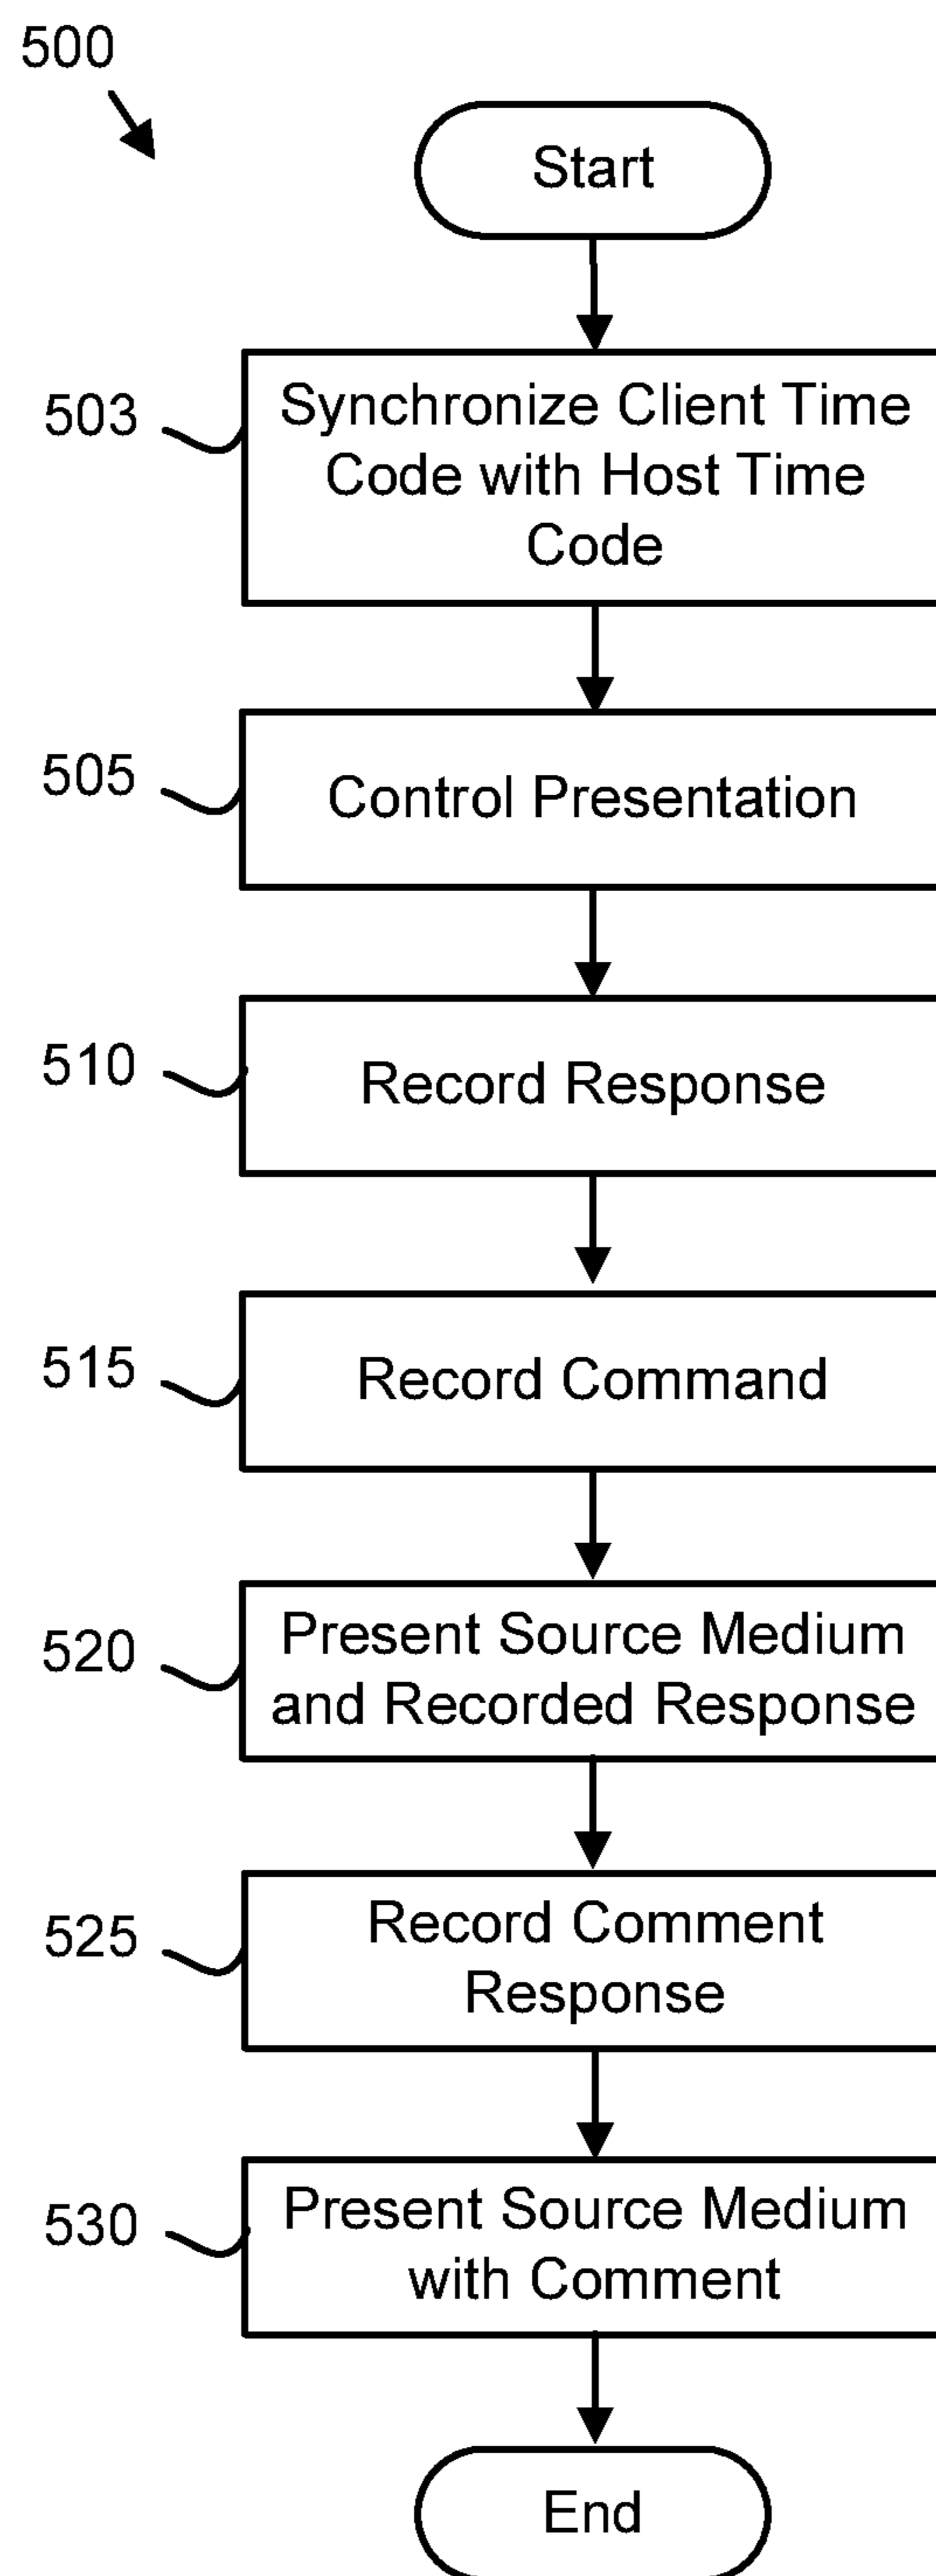 500
Start
503
Synchronize Client Time
Code with Host Time
Code
505
Control Presentation
510
Record Response
515
Record Command
520
Present Source Medium
and Recorded Response
525
Record Comment
Response
530
Present Source Medium
with Comment
End